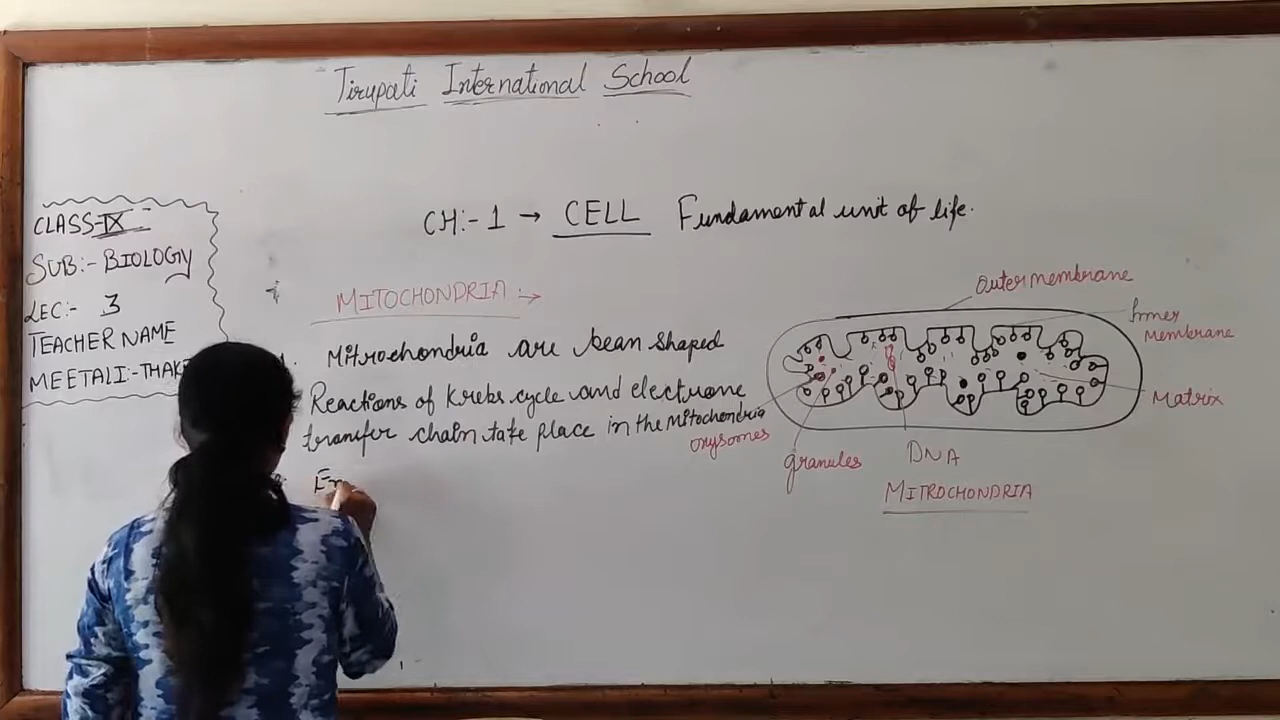 Tirupati International School
CH:- 1 → CELL Fundamental unit of life.
CLASS-IX
SUB:- BIOLOGY
LEC:- 3
TEACHER NAME
MEETALI:- THAK
MITOCHONDRIA :→
Mitrochondria are bean shaped
Reactions of Krebs cycle and electrone
transfer chain take place in the Mitochondria
outer membrane
Inner
membrane
Matrix
oxysomes
granules
DNA
MITROCHONDRIA